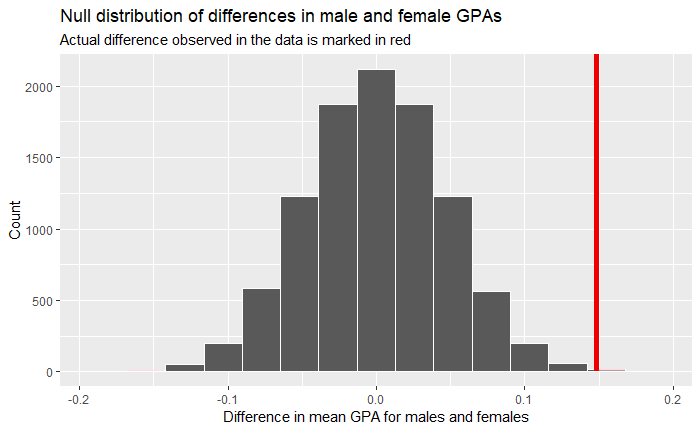 Null distribution of differences in male and female GPAs
Actual difference observed in the data is marked in red
Count
2000
1500
1000
500
0
-0.2
-0.1
0.0
0.1
0.2
Difference in mean GPA for males and females